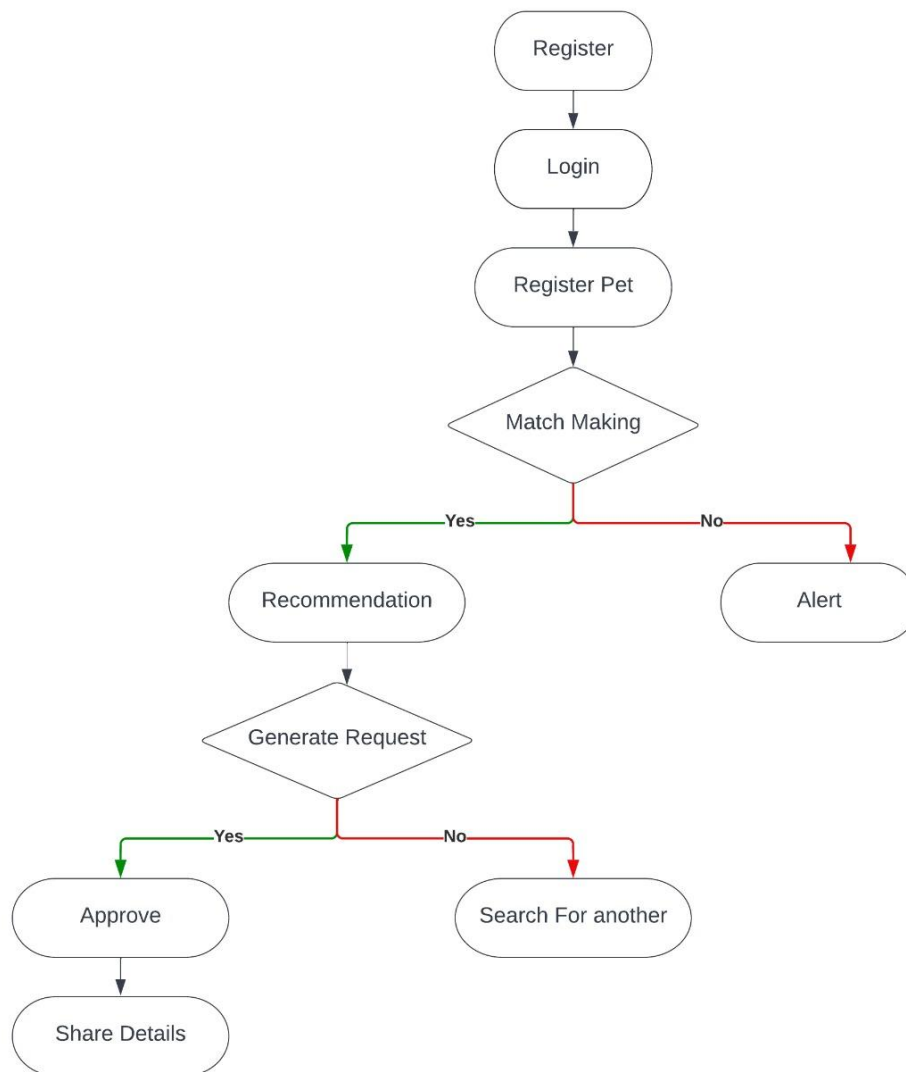 Register
Login
Register Pet
Match Making
Yes
No
Recommendation
Alert
Generate Request
Yes
No
Approve
Search For another
Share Details